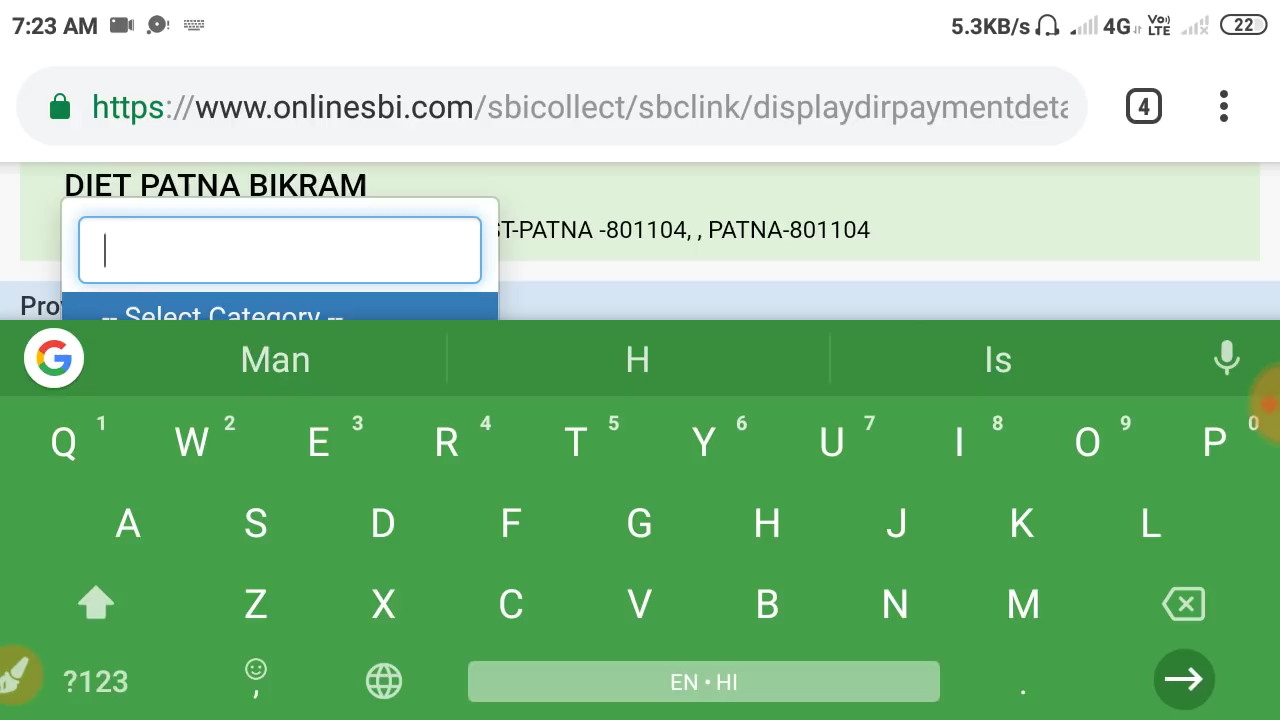 7:23 AM 5.3KB/s 4G Vo) LTE 22
https://www.onlinesbi.com/sbicollect/sbclink/displaydirpaymentdeta 4
DIET PATNA BIKRAM
ST-PATNA -801104, , PATNA-801104
-- Select Category --
Pro
G Man H Is
Q 1 W 2 E 3 R 4 T 5 Y 6 U 7 I 8 O 9 P 0
A S D F G H J K L
Z X C V B N M
?123 , EN • HI .